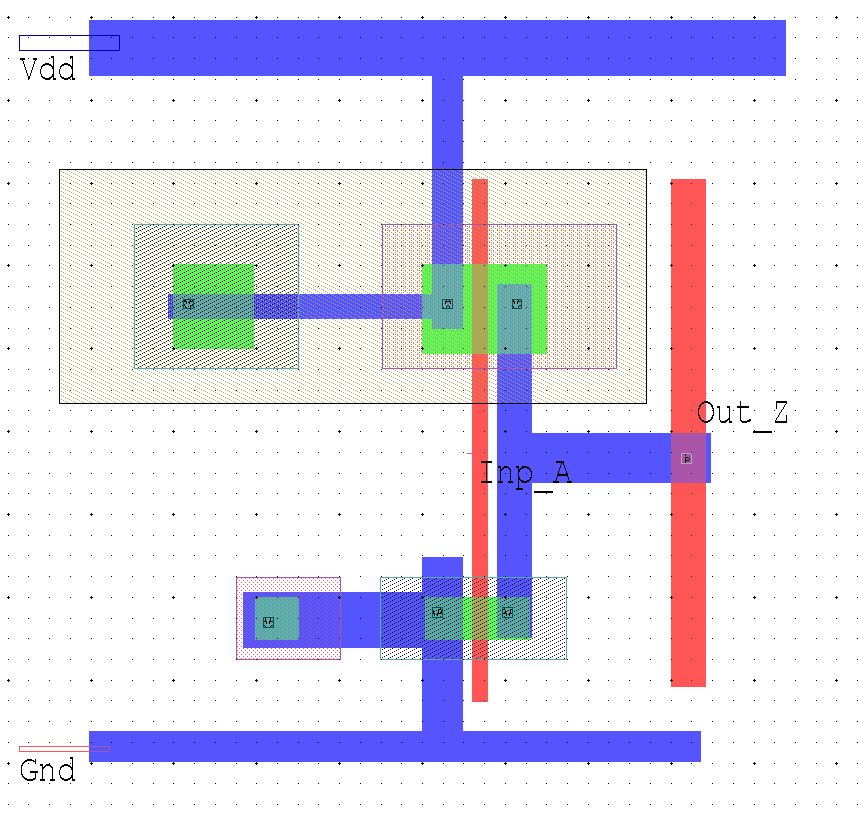 Vdd
Out_Z
Inp_A
Gnd